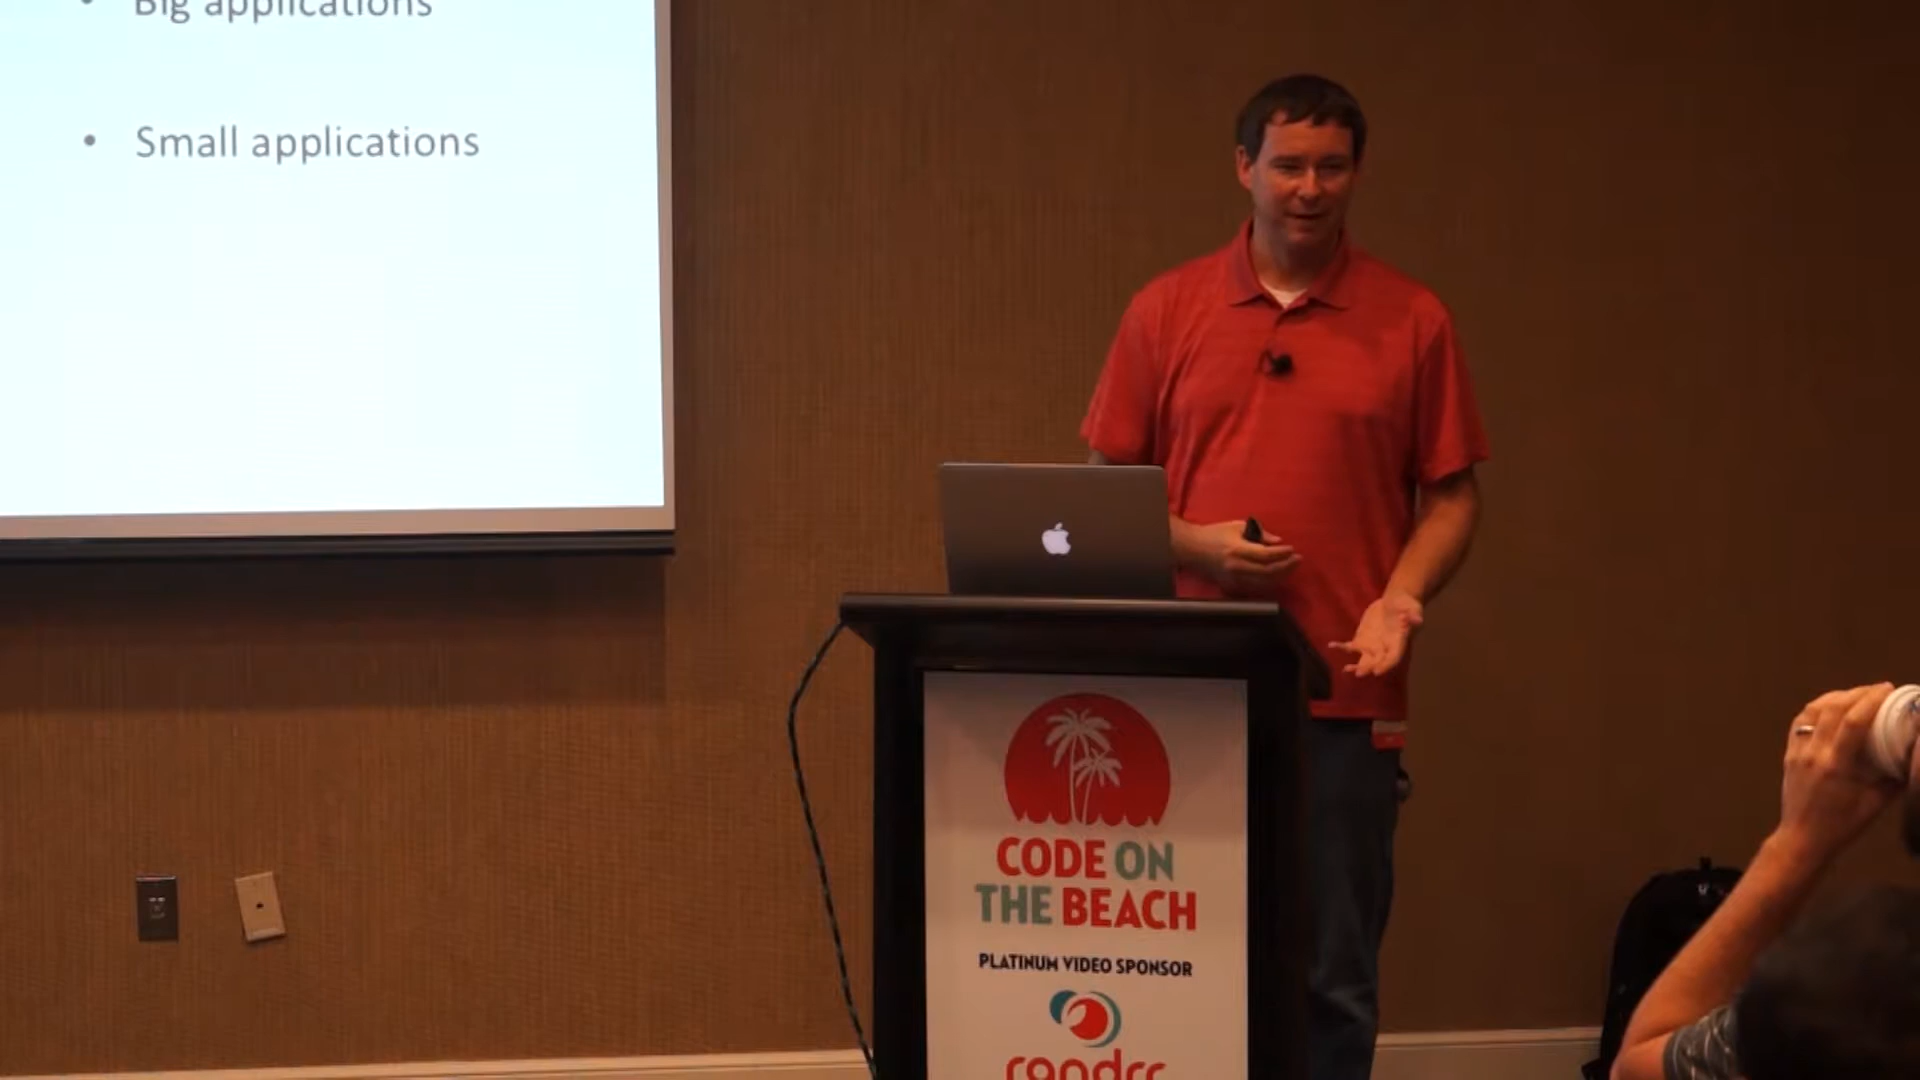 Big applications
Small applications
CODE ON
THE BEACH
PLATINUM VIDEO SPONSOR